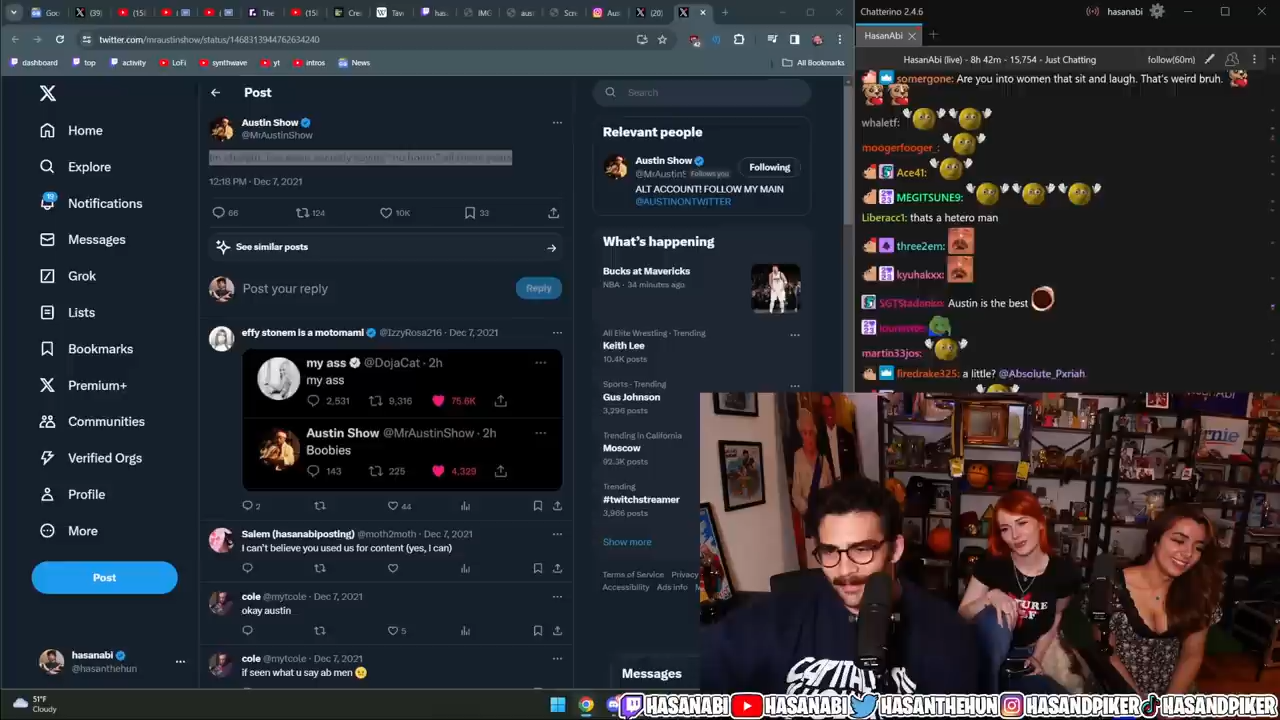 twitter.com/mraustinshow/status/1468313944762634240
dashboard
top
activity
LoFi
synthwave
yt
intros
News
All Bookmarks
Home
Explore
Notifications
Messages
Grok
Lists
Bookmarks
Premium+
Communities
Verified Orgs
Profile
More
Post
hasanabi
@hasanthehun
Post
Austin Show
@MrAustinShow
12:18 PM · Dec 7, 2021
66
124
10K
33
See similar posts
Post your reply
Reply
effy stonem is a motomami @IzzyRosa216 · Dec 7, 2021
my ass @DojaCat · 2h
my ass
2,531
9,316
75.6K
Austin Show @MrAustinShow · 2h
Boobies
143
225
4,329
2
44
Salem (hasanabiposting) @moth2moth · Dec 7, 2021
I can't believe you used us for content (yes, I can)
cole @mytcole · Dec 7, 2021
okay austin
5
cole @mytcole · Dec 7, 2021
if seen what u say ab men
Search
Relevant people
Austin Show
Follows you
Following
ALT ACCOUNT! FOLLOW MY MAIN
@AUSTINONTWITTER
What's happening
Bucks at Mavericks
NBA · 34 minutes ago
All Elite Wrestling · Trending
Keith Lee
10.4K posts
Sports · Trending
Gus Johnson
3,296 posts
Trending in California
Moscow
92.3K posts
Trending
#twitchstreamer
3,966 posts
Show more
Terms of Service
Privacy
Accessibility
Ads info
Messages
Chatterino 2.4.6
hasanabi
HasanAbi
HasanAbi (live) - 8h 42m - 15,754 - Just Chatting
follow(60m)
somergone: Are you into women that sit and laugh. That's weird bruh.
whaletf:
moogerfooger_:
Ace41:
MEGITSUNE9:
Liberacc1: thats a hetero man
three2em:
kyuhakxx:
SGTStadanko: Austin is the best
martin33jos:
firedrake325: a little? @Absolute_Pxriah
51°F
Cloudy
HASANABI
HASANABI
HASANTHEHUN
HASANDPIKER
HASANDPIKER